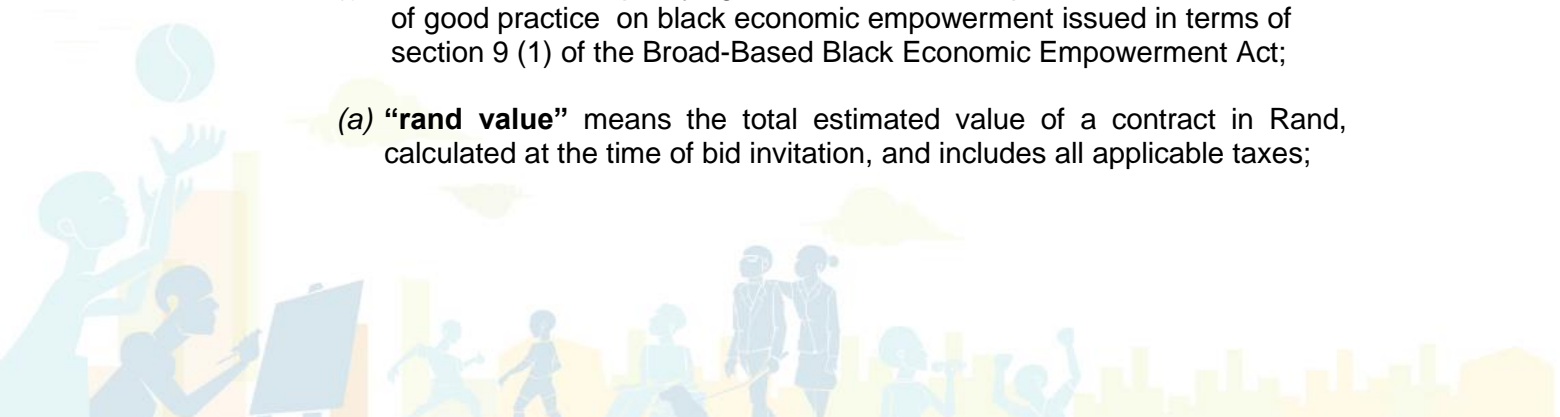 of good practice on black economic empowerment issued in terms of
section 9 (1) of the Broad-Based Black Economic Empowerment Act;
(a) “rand value” means the total estimated value of a contract in Rand,
calculated at the time of bid invitation, and includes all applicable taxes;